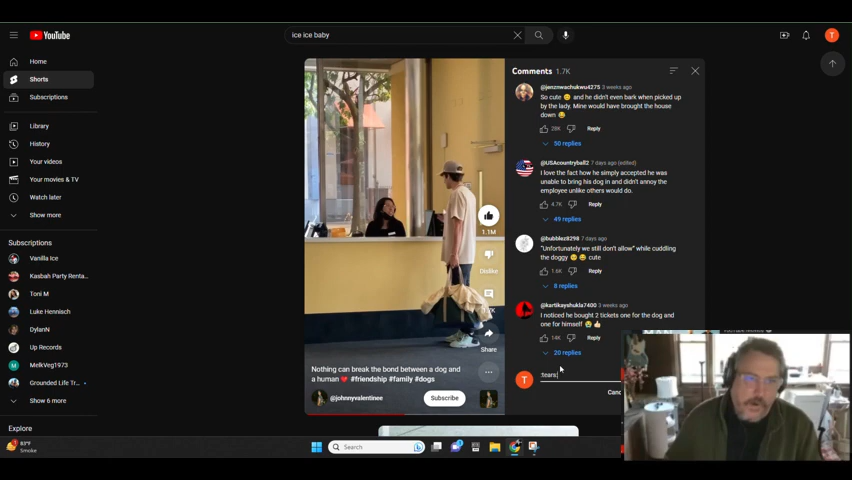 YouTube
ice ice baby
T
Home
Shorts
Subscriptions
Library
History
Your videos
Your movies & TV
Watch later
Show more
Subscriptions
Vanilla Ice
Kasbah Party Renta...
Toni M
Luke Hennisch
DylanN
Up Records
MelkVeg1973
Grounded Life Tr...
Show 6 more
Explore
83°F
Smoke
1.1M
Dislike
Share
Nothing can break the bond between a dog and
a human ❤️ #friendship #family #dogs
@johnnyvalentinee
Subscribe
Comments 1.7K
@janznwachukwu4275 3 weeks ago
So cute 😊 and he didn't even bark when picked up
by the lady. Mine would have brought the house
down 😂
28K Reply
50 replies
@USAcountryball2 7 days ago (edited)
I love the fact how he simply accepted he was
unable to bring his dog in and didn't annoy the
employee unlike others would do.
4.7K Reply
49 replies
@bubblez8298 7 days ago
"Unfortunately we still don't allow" while cuddling
the doggy 🥺😅 cute
1.6K Reply
8 replies
@kartikayshukla7400 3 weeks ago
I noticed he bought 2 tickets one for the dog and
one for himself 😭👍
14K Reply
20 replies
T
:tears:
Canc
Search